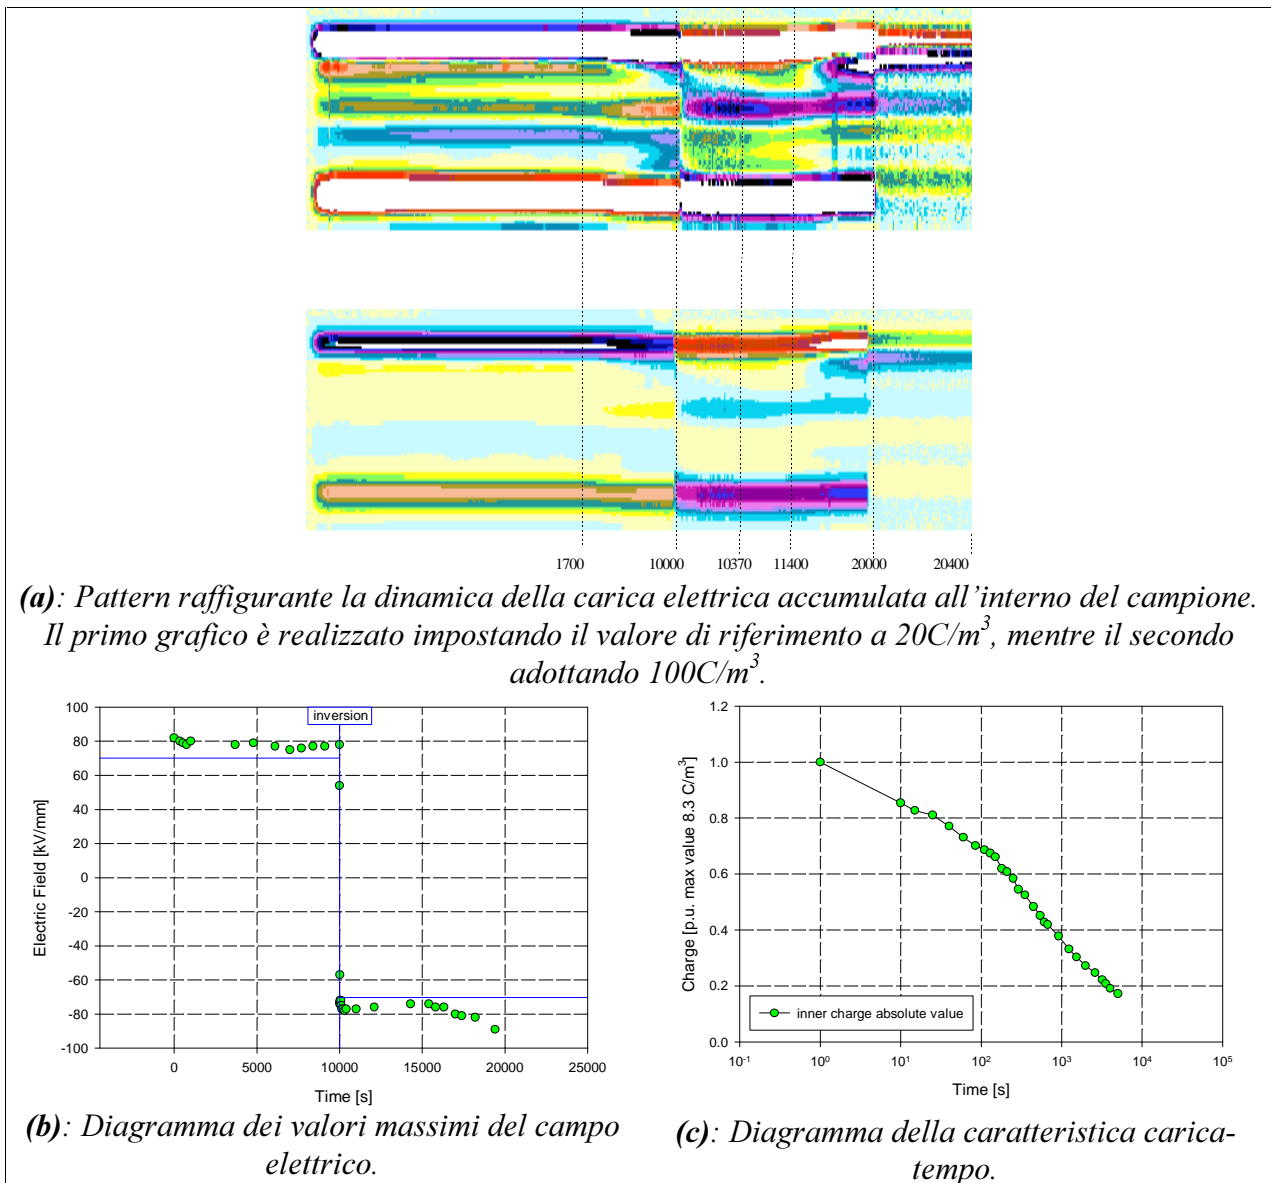 1700 10000 10370 11400 20000 20400
(a): Pattern raffigurante la dinamica della carica elettrica accumulata all'interno del campione.
Il primo grafico è realizzato impostando il valore di riferimento a 20C/m³, mentre il secondo
adottando 100C/m³.
100
80
60
40
20
0
-20
-40
-60
-80
-100
Electric Field [kV/mm]
inversion
0 5000 10000 15000 20000 25000
Time [s]
(b): Diagramma dei valori massimi del campo
elettrico.
1.2
1.0
0.8
0.6
0.4
0.2
0.0
Charge [p.u. max value 8.3 C/m³]
inner charge absolute value
10⁻¹ 10⁰ 10¹ 10² 10³ 10⁴ 10⁵
Time [s]
(c): Diagramma della caratteristica carica-
tempo.